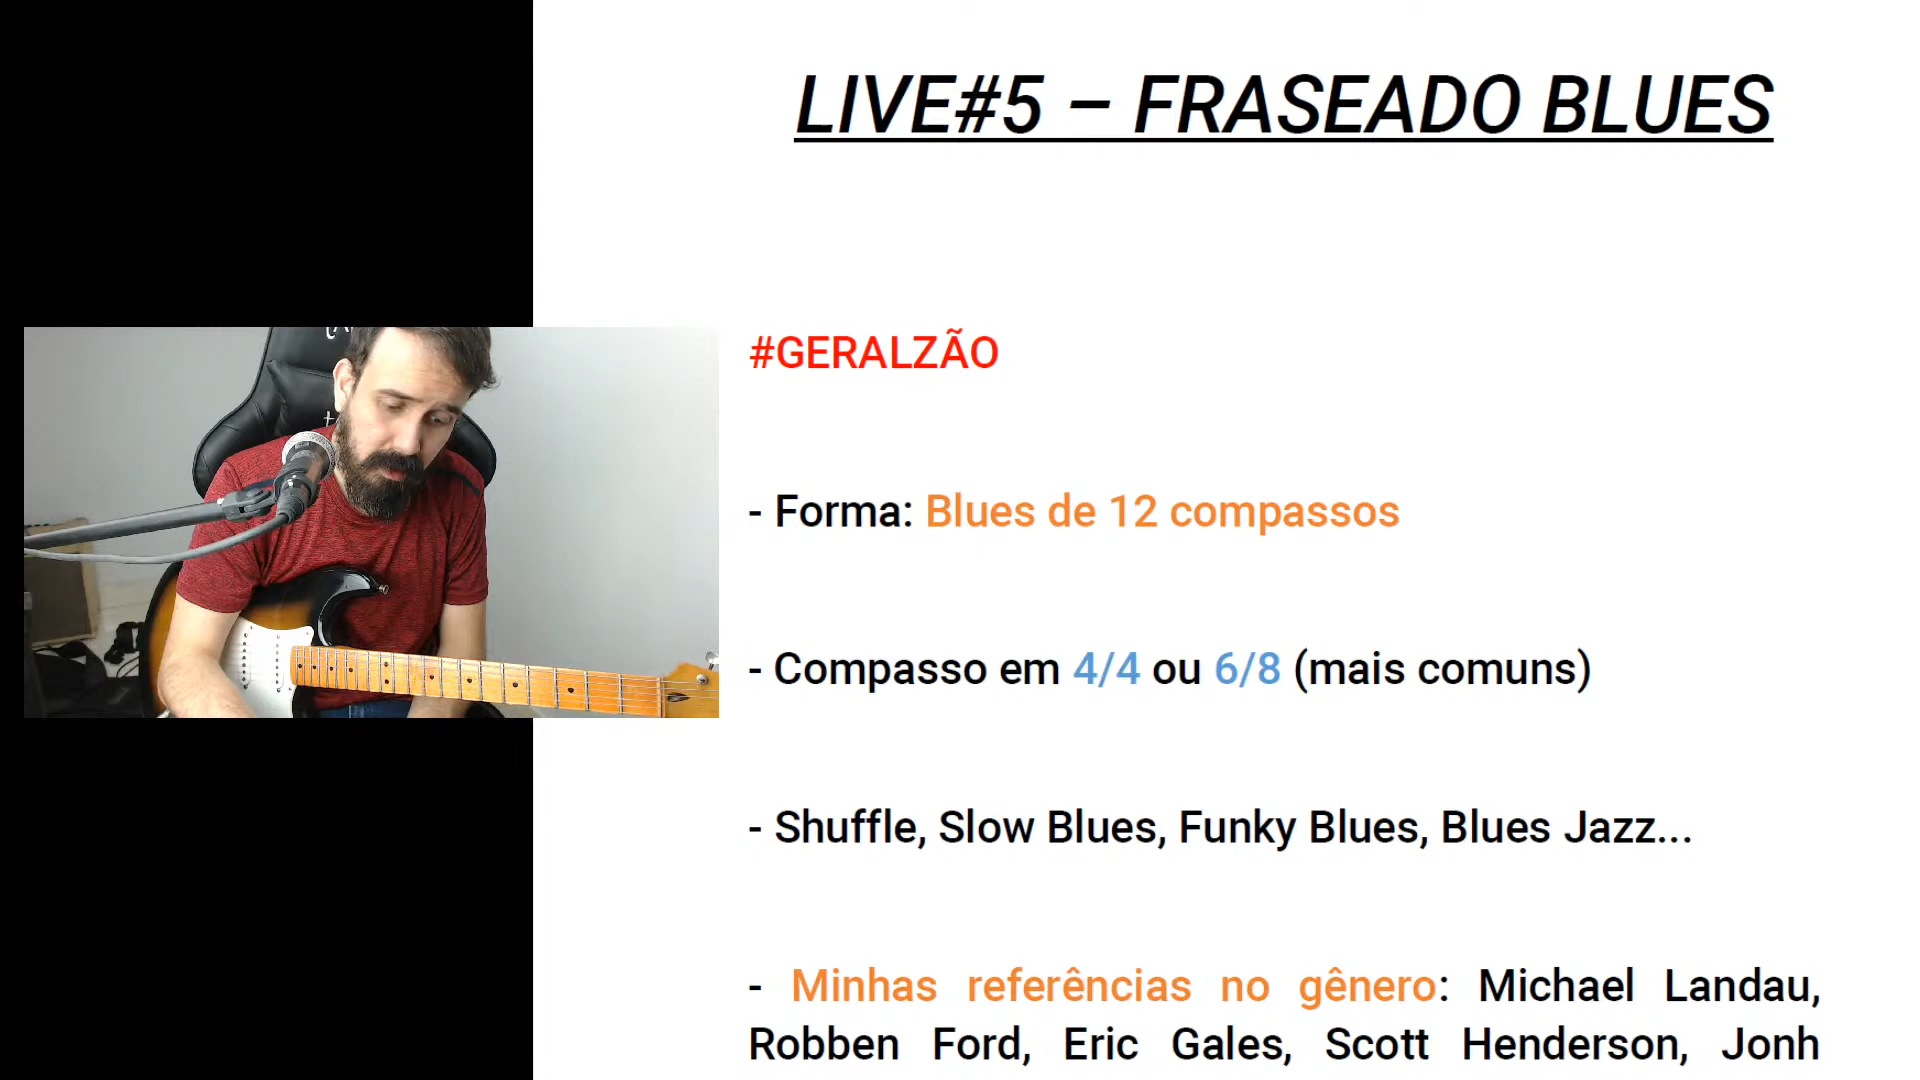 LIVE#5 – FRASEADO BLUES
#GERALZÃO
- Forma: Blues de 12 compassos
- Compasso em 4/4 ou 6/8 (mais comuns)
- Shuffle, Slow Blues, Funky Blues, Blues Jazz...
- Minhas referências no gênero: Michael Landau,
Robben Ford, Eric Gales, Scott Henderson, Jonh